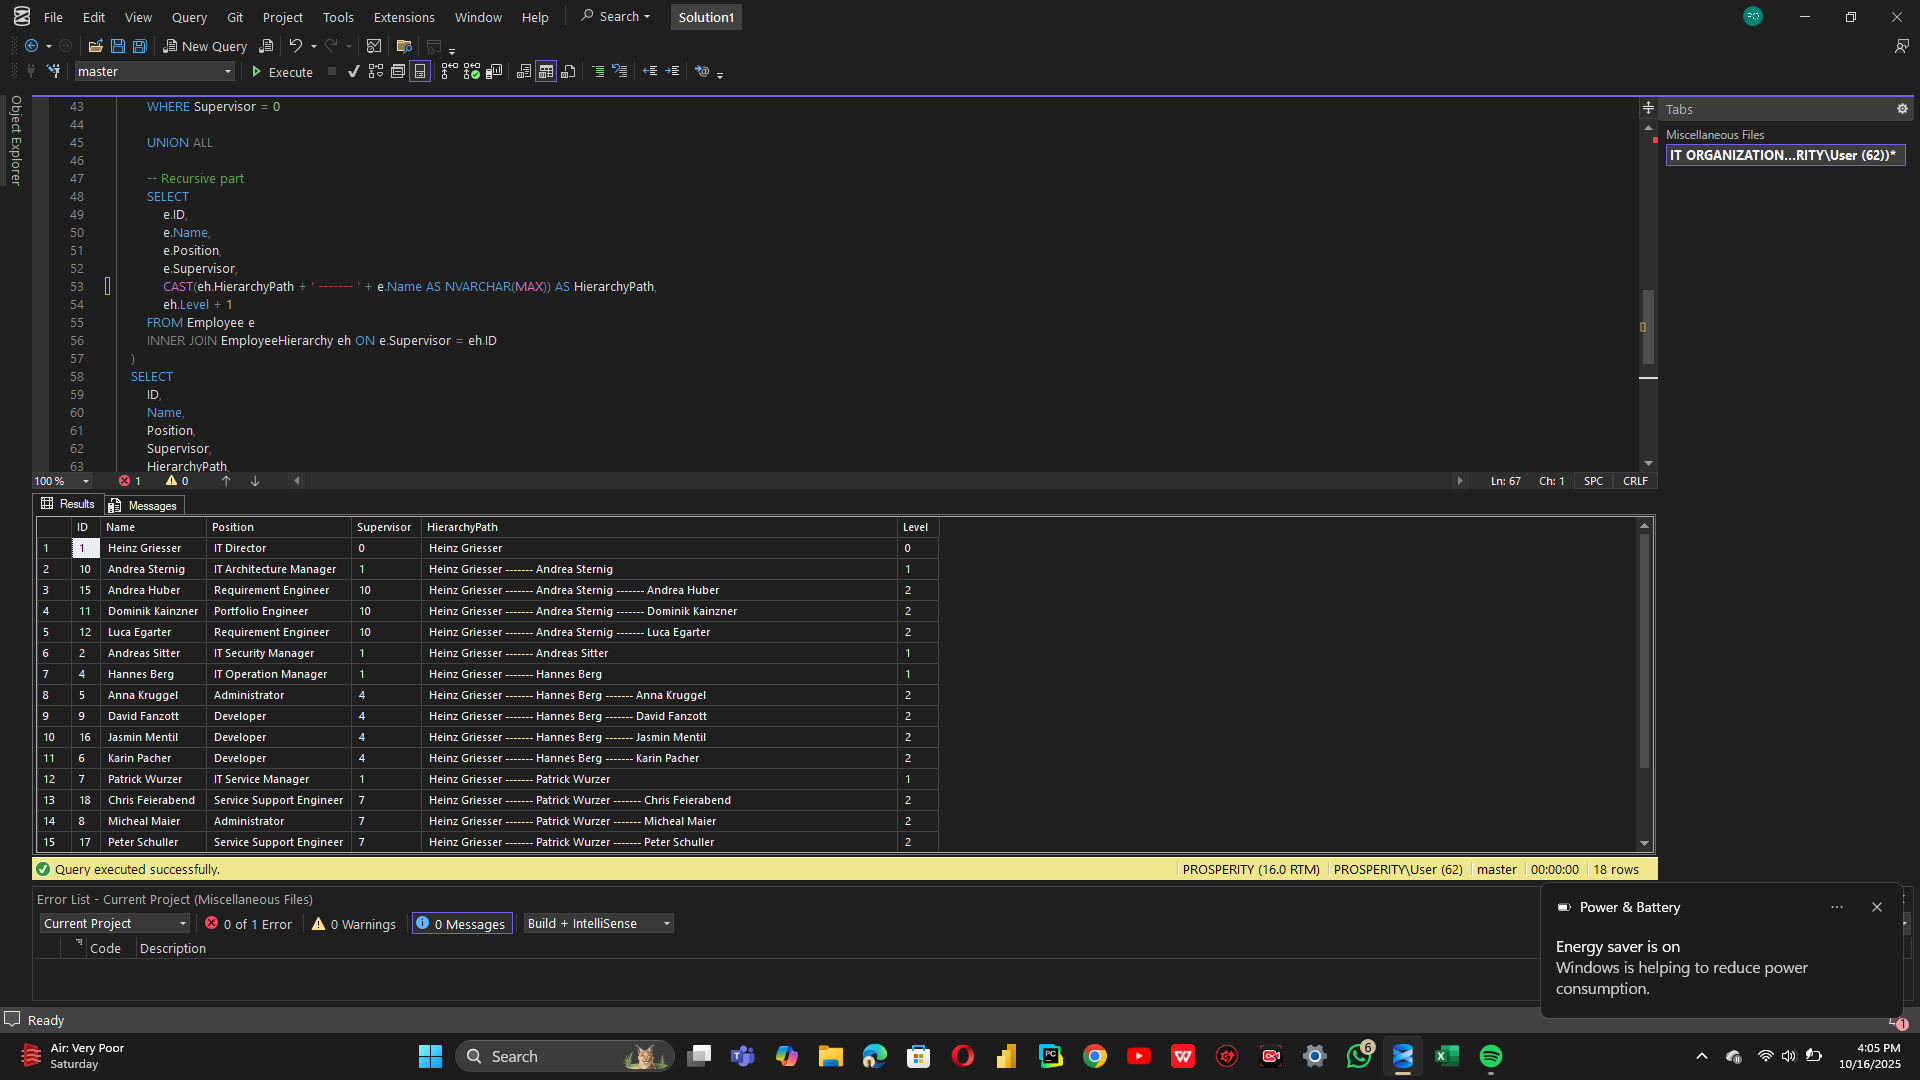 File Edit View Query Git Project Tools Extensions Window Help Search Solution1
New Query
master Execute
Object Explorer
43 WHERE Supervisor = 0
44
45 UNION ALL
46
47 -- Recursive part
48 SELECT
49 e.ID,
50 e.Name,
51 e.Position,
52 e.Supervisor,
53 CAST(eh.HierarchyPath + ' ------- ' + e.Name AS NVARCHAR(MAX)) AS HierarchyPath,
54 eh.Level + 1
55 FROM Employee e
56 INNER JOIN EmployeeHierarchy eh ON e.Supervisor = eh.ID
57 )
58 SELECT
59 ID,
60 Name,
61 Position,
62 Supervisor,
63 HierarchyPath,
Tabs
Miscellaneous Files
IT ORGANIZATION...RITY\User (62))*
100 % 1 0 Ln: 67 Ch: 1 SPC CRLF
Results Messages
ID Name Position Supervisor HierarchyPath Level
1 1 Heinz Griesser IT Director 0 Heinz Griesser 0
2 10 Andrea Sternig IT Architecture Manager 1 Heinz Griesser ------- Andrea Sternig 1
3 15 Andrea Huber Requirement Engineer 10 Heinz Griesser ------- Andrea Sternig ------- Andrea Huber 2
4 11 Dominik Kainzner Portfolio Engineer 10 Heinz Griesser ------- Andrea Sternig ------- Dominik Kainzner 2
5 12 Luca Egarter Requirement Engineer 10 Heinz Griesser ------- Andrea Sternig ------- Luca Egarter 2
6 2 Andreas Sitter IT Security Manager 1 Heinz Griesser ------- Andreas Sitter 1
7 4 Hannes Berg IT Operation Manager 1 Heinz Griesser ------- Hannes Berg 1
8 5 Anna Kruggel Administrator 4 Heinz Griesser ------- Hannes Berg ------- Anna Kruggel 2
9 9 David Fanzott Developer 4 Heinz Griesser ------- Hannes Berg ------- David Fanzott 2
10 16 Jasmin Mentil Developer 4 Heinz Griesser ------- Hannes Berg ------- Jasmin Mentil 2
11 6 Karin Pacher Developer 4 Heinz Griesser ------- Hannes Berg ------- Karin Pacher 2
12 7 Patrick Wurzer IT Service Manager 1 Heinz Griesser ------- Patrick Wurzer 1
13 18 Chris Feierabend Service Support Engineer 7 Heinz Griesser ------- Patrick Wurzer ------- Chris Feierabend 2
14 8 Micheal Maier Administrator 7 Heinz Griesser ------- Patrick Wurzer ------- Micheal Maier 2
15 17 Peter Schuller Service Support Engineer 7 Heinz Griesser ------- Patrick Wurzer ------- Peter Schuller 2
Query executed successfully. PROSPERITY (16.0 RTM) PROSPERITY\User (62) master 00:00:00 18 rows
Error List - Current Project (Miscellaneous Files)
Current Project 0 of 1 Error 0 Warnings 0 Messages Build + IntelliSense
Code Description
Power & Battery
Energy saver is on
Windows is helping to reduce power
consumption.
Ready 1
Air: Very Poor
Saturday
Search
PC
6
4:05 PM
10/16/2025